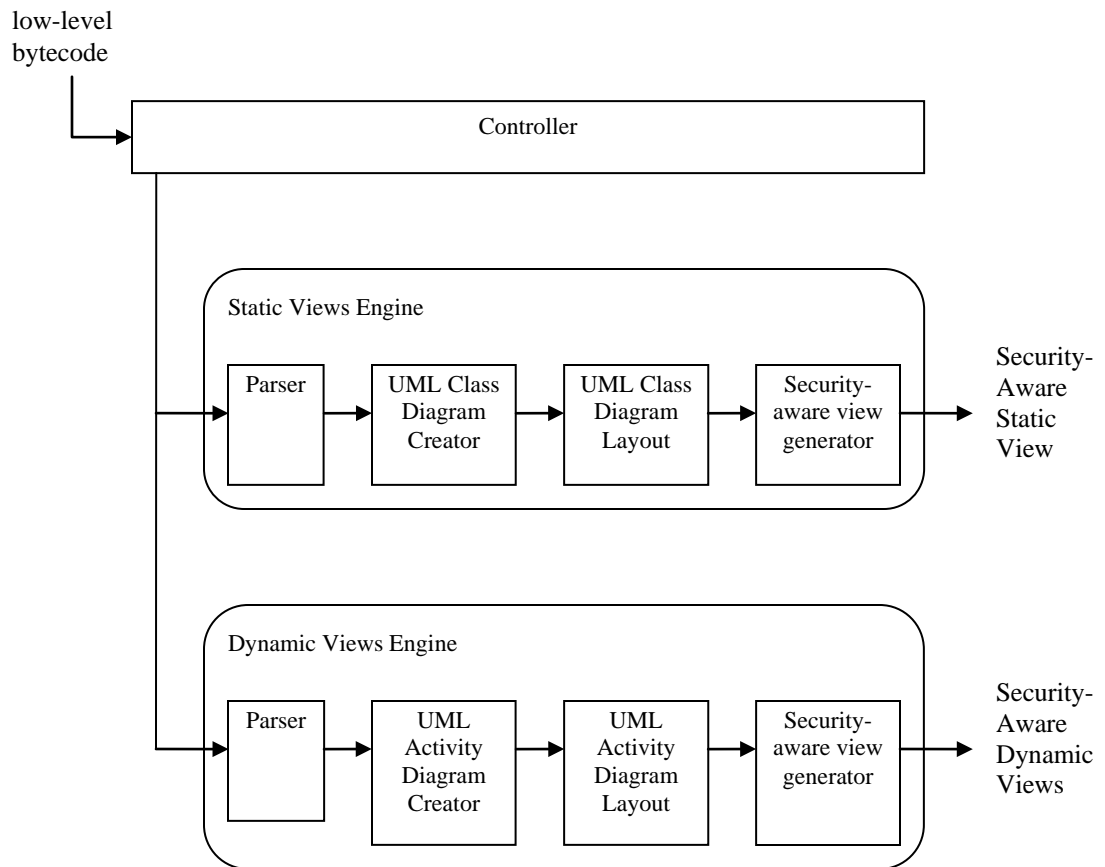 low-level
bytecode
Controller
Static Views Engine
Parser
UML Class
Diagram
Creator
UML Class
Diagram
Layout
Security-
aware view
generator
Security-
Aware
Static
View
Dynamic Views Engine
Parser
UML
Activity
Diagram
Creator
UML
Activity
Diagram
Layout
Security-
aware view
generator
Security-
Aware
Dynamic
Views